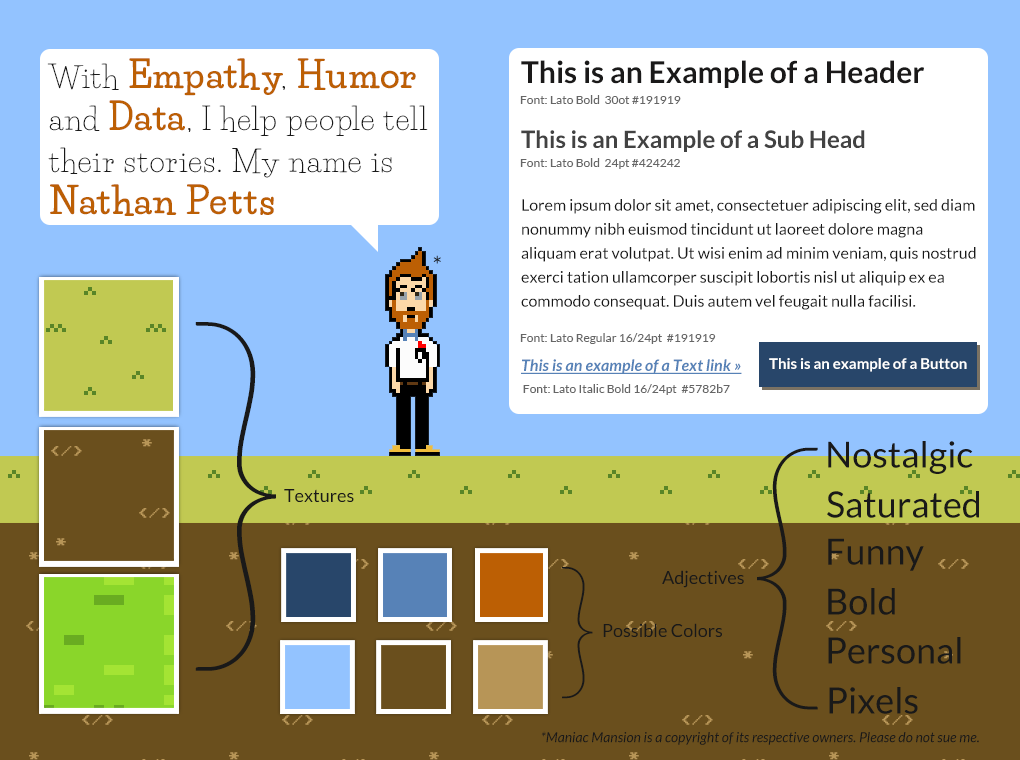 With Empathy, Humor
and Data, I help people tell
their stories. My name is
Nathan Petts
*
This is an Example of a Header
Font: Lato Bold 30ot #191919
This is an Example of a Sub Head
Font: Lato Bold 24pt #424242
Lorem ipsum dolor sit amet, consectetuer adipiscing elit, sed diam
nonummy nibh euismod tincidunt ut laoreet dolore magna
aliquam erat volutpat. Ut wisi enim ad minim veniam, quis nostrud
exerci tation ullamcorper suscipit lobortis nisl ut aliquip ex ea
commodo consequat. Duis autem vel feugait nulla facilisi.
Font: Lato Regular 16/24pt #191919
This is an example of a Text link »
Font: Lato Italic Bold 16/24pt #5782b7
This is an example of a Button
Textures
Possible Colors
Adjectives
Nostalgic
Saturated
Funny
Bold
Personal
Pixels
*Maniac Mansion is a copyright of its respective owners. Please do not sue me.